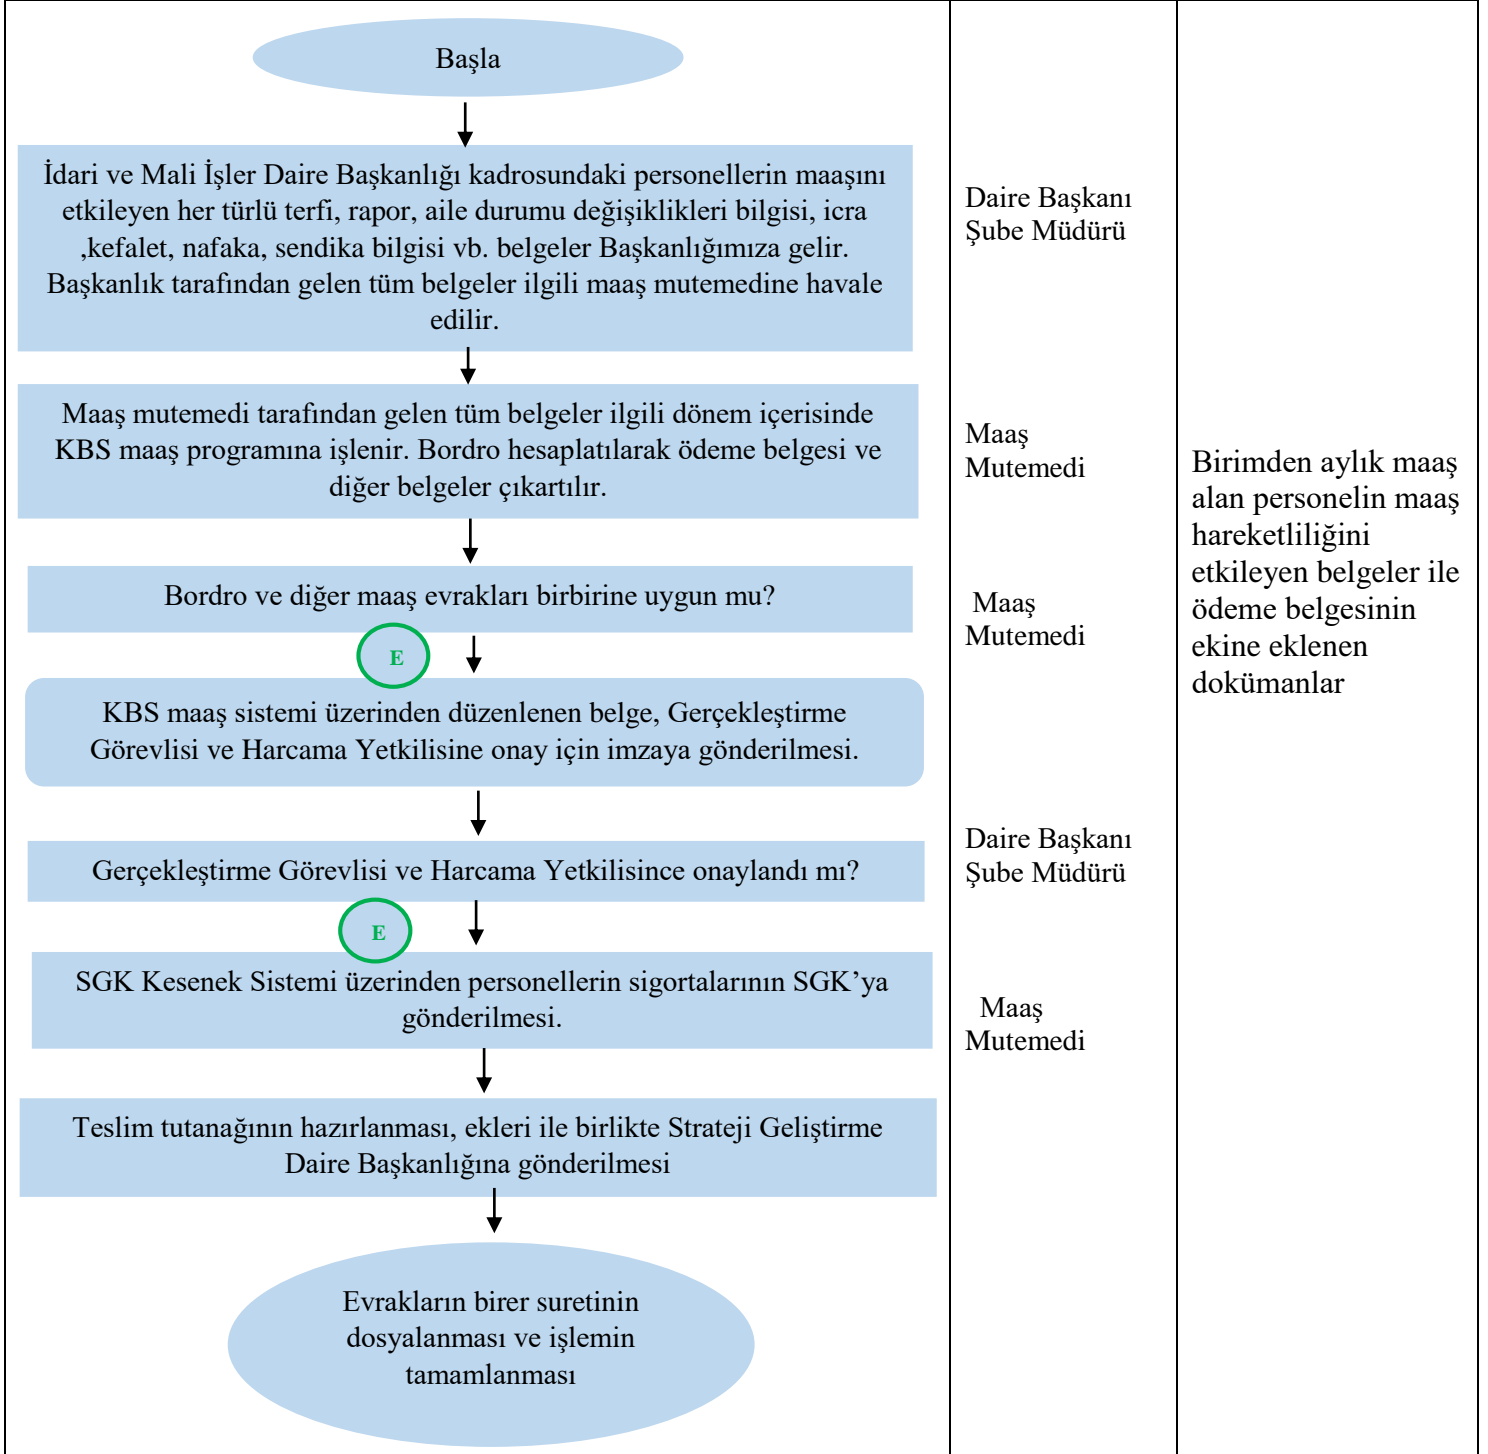 Başla
İdari ve Mali İşler Daire Başkanlığı kadrosundaki personellerin maaşını
etkileyen her türlü terfi, rapor, aile durumu değişiklikleri bilgisi, icra
,kefalet, nafaka, sendika bilgisi vb. belgeler Başkanlığımıza gelir.
Başkanlık tarafından gelen tüm belgeler ilgili maaş mutemedine havale
edilir.
Daire Başkanı
Şube Müdürü
Maaş mutemedi tarafından gelen tüm belgeler ilgili dönem içerisinde
KBS maaş programına işlenir. Bordro hesaplatılarak ödeme belgesi ve
diğer belgeler çıkartılır.
Maaş
Mutemedi
Bordro ve diğer maaş evrakları birbirine uygun mu?
Maaş
Mutemedi
E
KBS maaş sistemi üzerinden düzenlenen belge, Gerçekleştirme
Görevlisi ve Harcama Yetkilisine onay için imzaya gönderilmesi.
Gerçekleştirme Görevlisi ve Harcama Yetkilisince onaylandı mı?
Daire Başkanı
Şube Müdürü
E
SGK Kesenek Sistemi üzerinden personellerin sigortalarının SGK’ya
gönderilmesi.
Maaş
Mutemedi
Teslim tutanağının hazırlanması, ekleri ile birlikte Strateji Geliştirme
Daire Başkanlığına gönderilmesi
Evrakların birer suretinin
dosyalanması ve işlemin
tamamlanması
Birimden aylık maaş
alan personelin maaş
hareketliliğini
etkileyen belgeler ile
ödeme belgesinin
ekine eklenen
dokümanlar